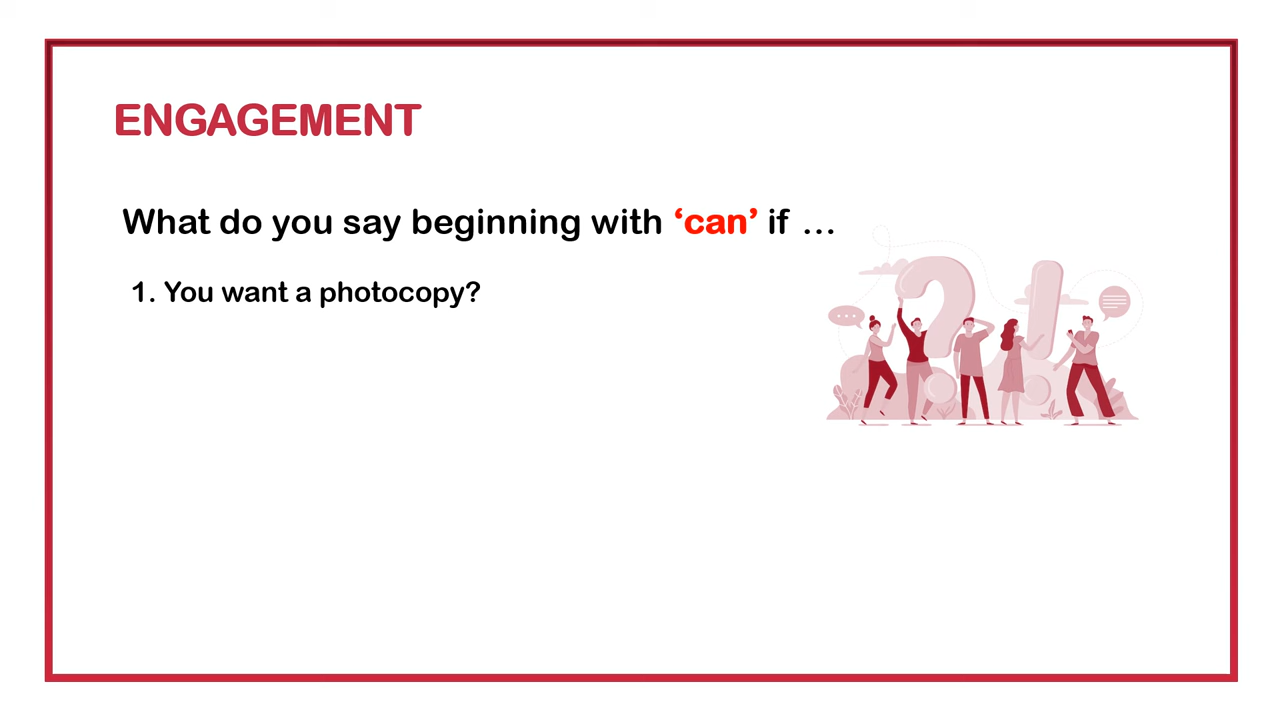 ENGAGEMENT
What do you say beginning with ‘can’ if …
1. You want a photocopy?